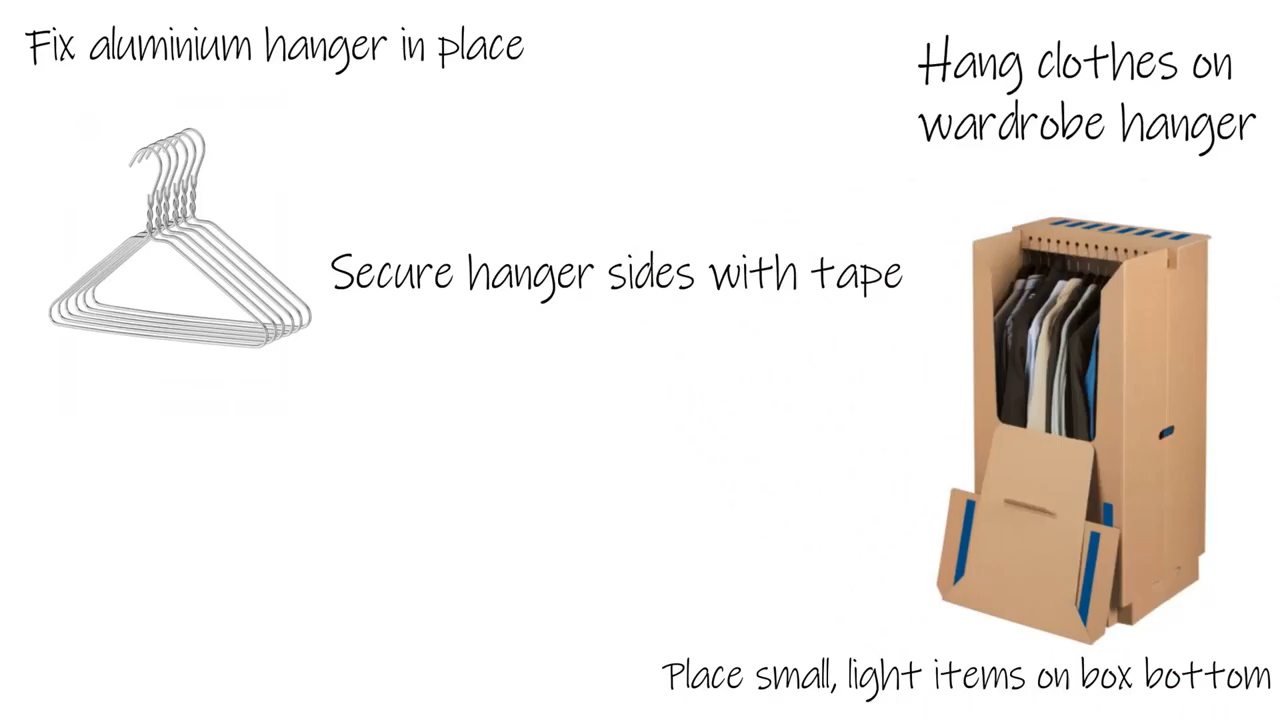 Fix aluminium hanger in place
Secure hanger sides with tape
Hang clothes on
wardrobe hanger
Place small, light items on box bottom